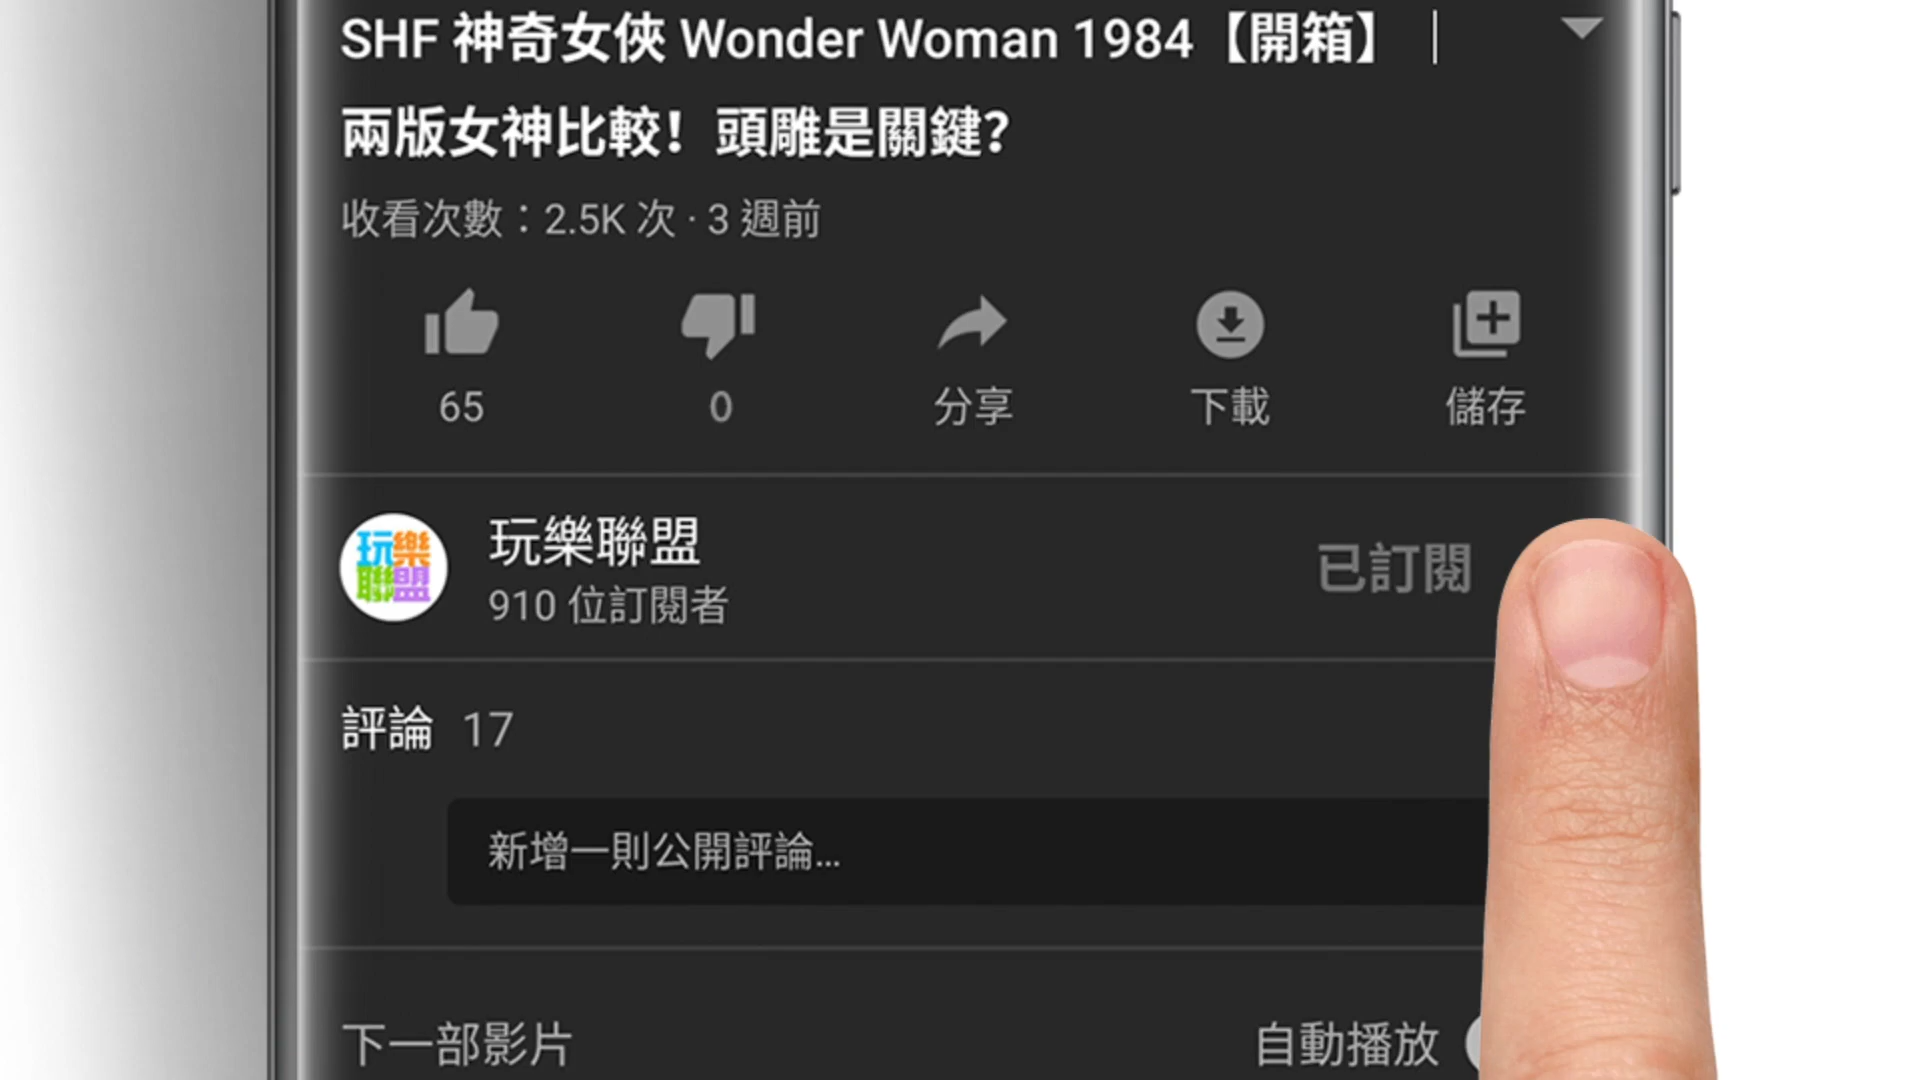 SHF 神奇女俠 Wonder Woman 1984【開箱】｜
兩版女神比較！頭雕是關鍵？
收看次數：2.5K 次 · 3 週前
65
0
分享
下載
儲存
玩樂
聯盟
玩樂聯盟
910 位訂閱者
已訂閱
評論 17
新增一則公開評論...
下一部影片
自動播放